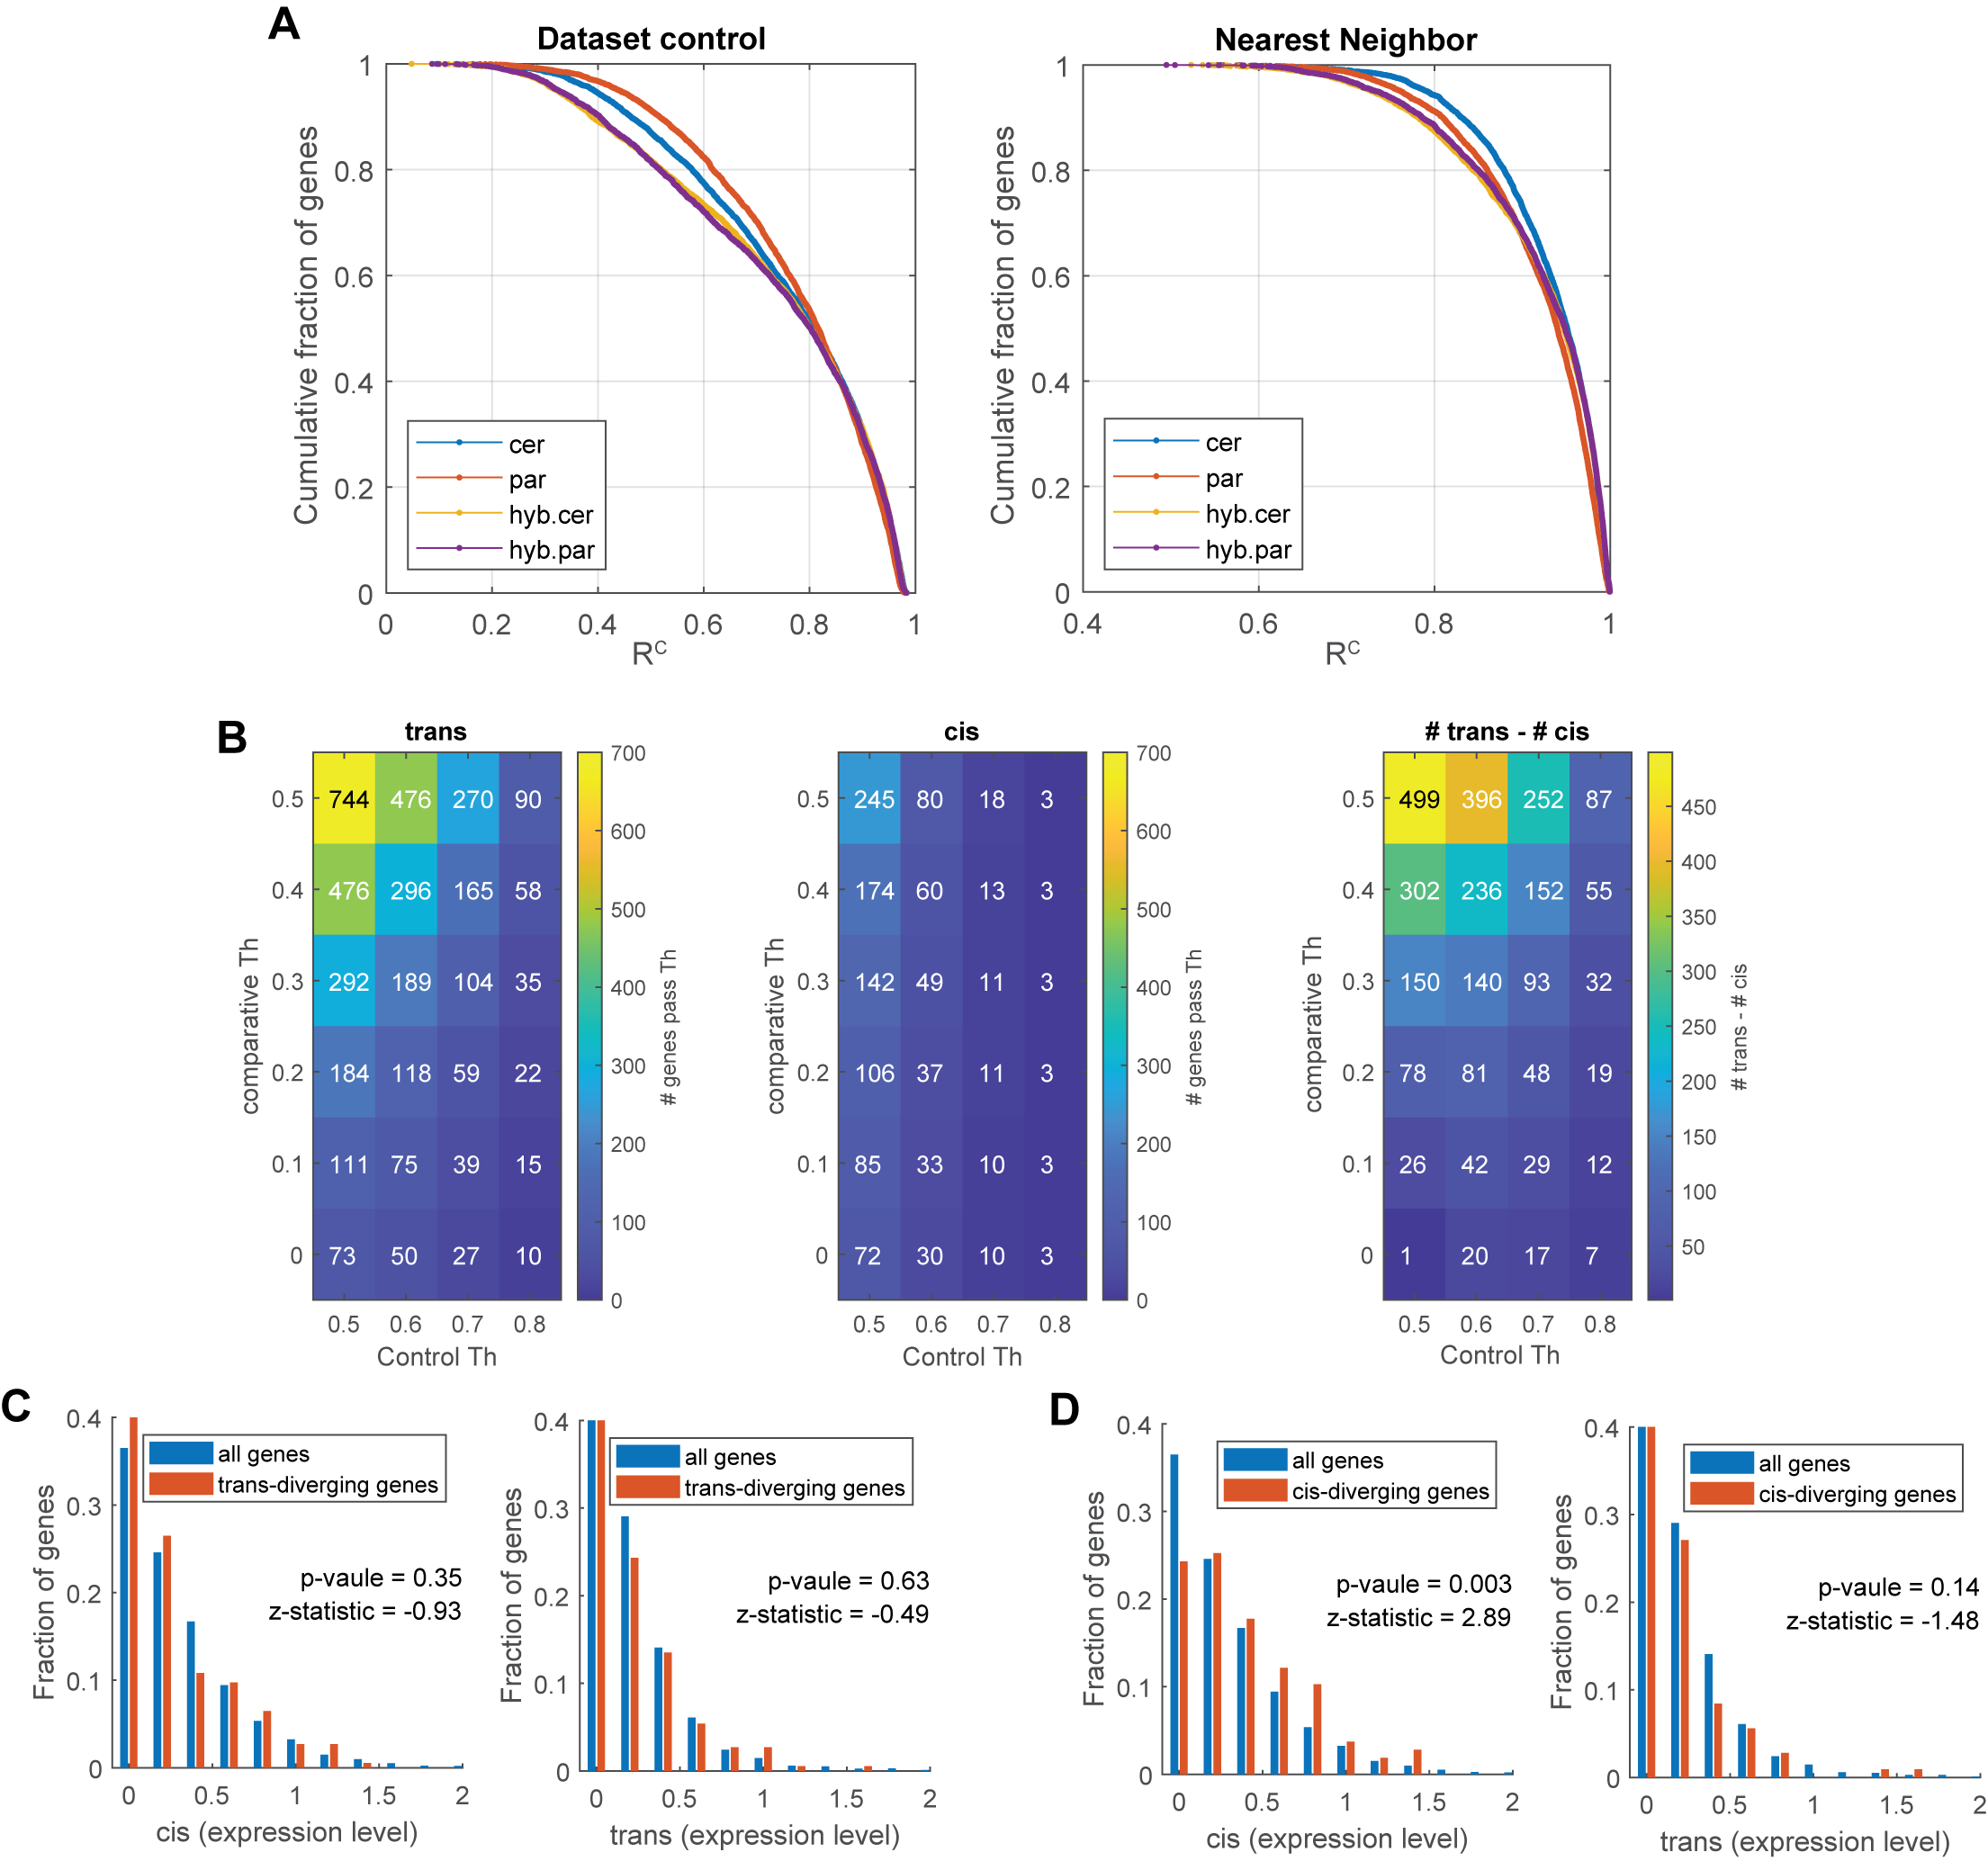 A
Dataset control
Nearest Neighbor
Cumulative fraction of genes
1
0.8
0.6
0.4
0.2
0
cer
par
hyb.cer
hyb.par
0 0.2 0.4 0.6 0.8 1
R^C
Cumulative fraction of genes
1
0.8
0.6
0.4
0.2
0
cer
par
hyb.cer
hyb.par
0.4 0.6 0.8 1
R^C
B
trans
comparative Th
0.5 744 476 270 90
0.4 476 296 165 58
0.3 292 189 104 35
0.2 184 118 59 22
0.1 111 75 39 15
0 73 50 27 10
0.5 0.6 0.7 0.8
Control Th
700
600
500
400
300
200
100
0
# genes pass Th
cis
comparative Th
0.5 245 80 18 3
0.4 174 60 13 3
0.3 142 49 11 3
0.2 106 37 11 3
0.1 85 33 10 3
0 72 30 10 3
0.5 0.6 0.7 0.8
Control Th
700
600
500
400
300
200
100
0
# genes pass Th
# trans - # cis
comparative Th
0.5 499 396 252 87
0.4 302 236 152 55
0.3 150 140 93 32
0.2 78 81 48 19
0.1 26 42 29 12
0 1 20 17 7
0.5 0.6 0.7 0.8
Control Th
450
400
350
300
250
200
150
100
50
# trans - # cis
C
Fraction of genes
0.4
0.3
0.2
0.1
0
all genes
trans-diverging genes
p-vaule = 0.35
z-statistic = -0.93
0 0.5 1 1.5 2
cis (expression level)
Fraction of genes
0.4
0.3
0.2
0.1
0
all genes
trans-diverging genes
p-vaule = 0.63
z-statistic = -0.49
0 0.5 1 1.5 2
trans (expression level)
D
Fraction of genes
0.4
0.3
0.2
0.1
0
all genes
cis-diverging genes
p-vaule = 0.003
z-statistic = 2.89
0 0.5 1 1.5 2
cis (expression level)
Fraction of genes
0.4
0.3
0.2
0.1
0
all genes
cis-diverging genes
p-vaule = 0.14
z-statistic = -1.48
0 0.5 1 1.5 2
trans (expression level)